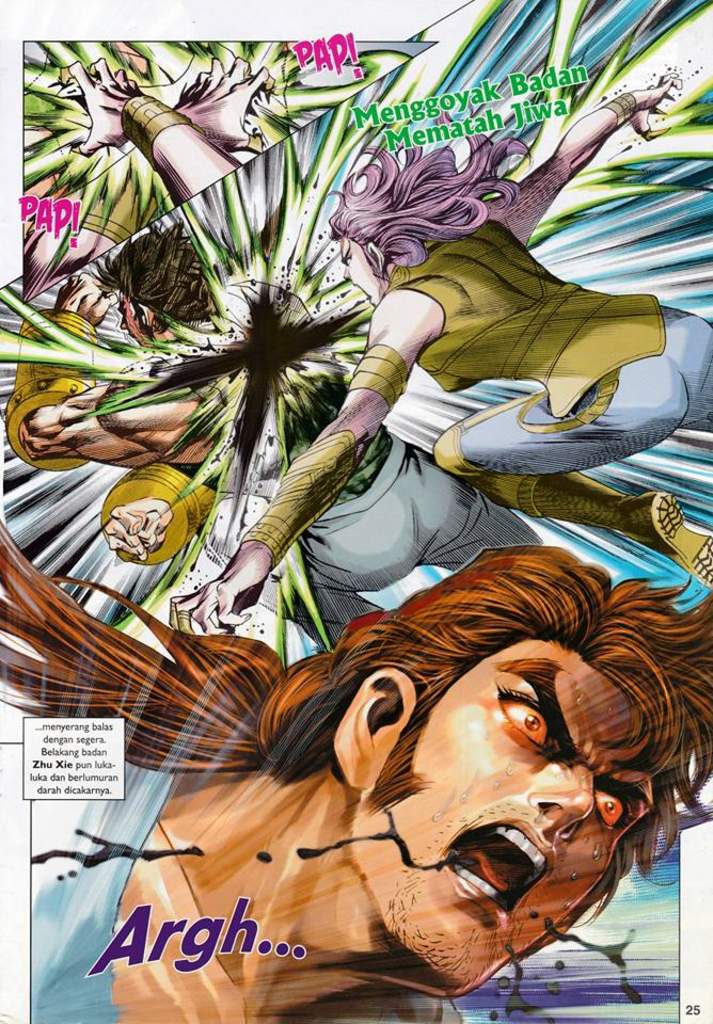 PAP!
Menggoyak Badan
Mematah Jiwa
PAP!
...menyerang balas
dengan segera.
Belakang badan
Zhu Xie pun luka-
luka dan berlumuran
darah dicakarnya.
Argh...
25